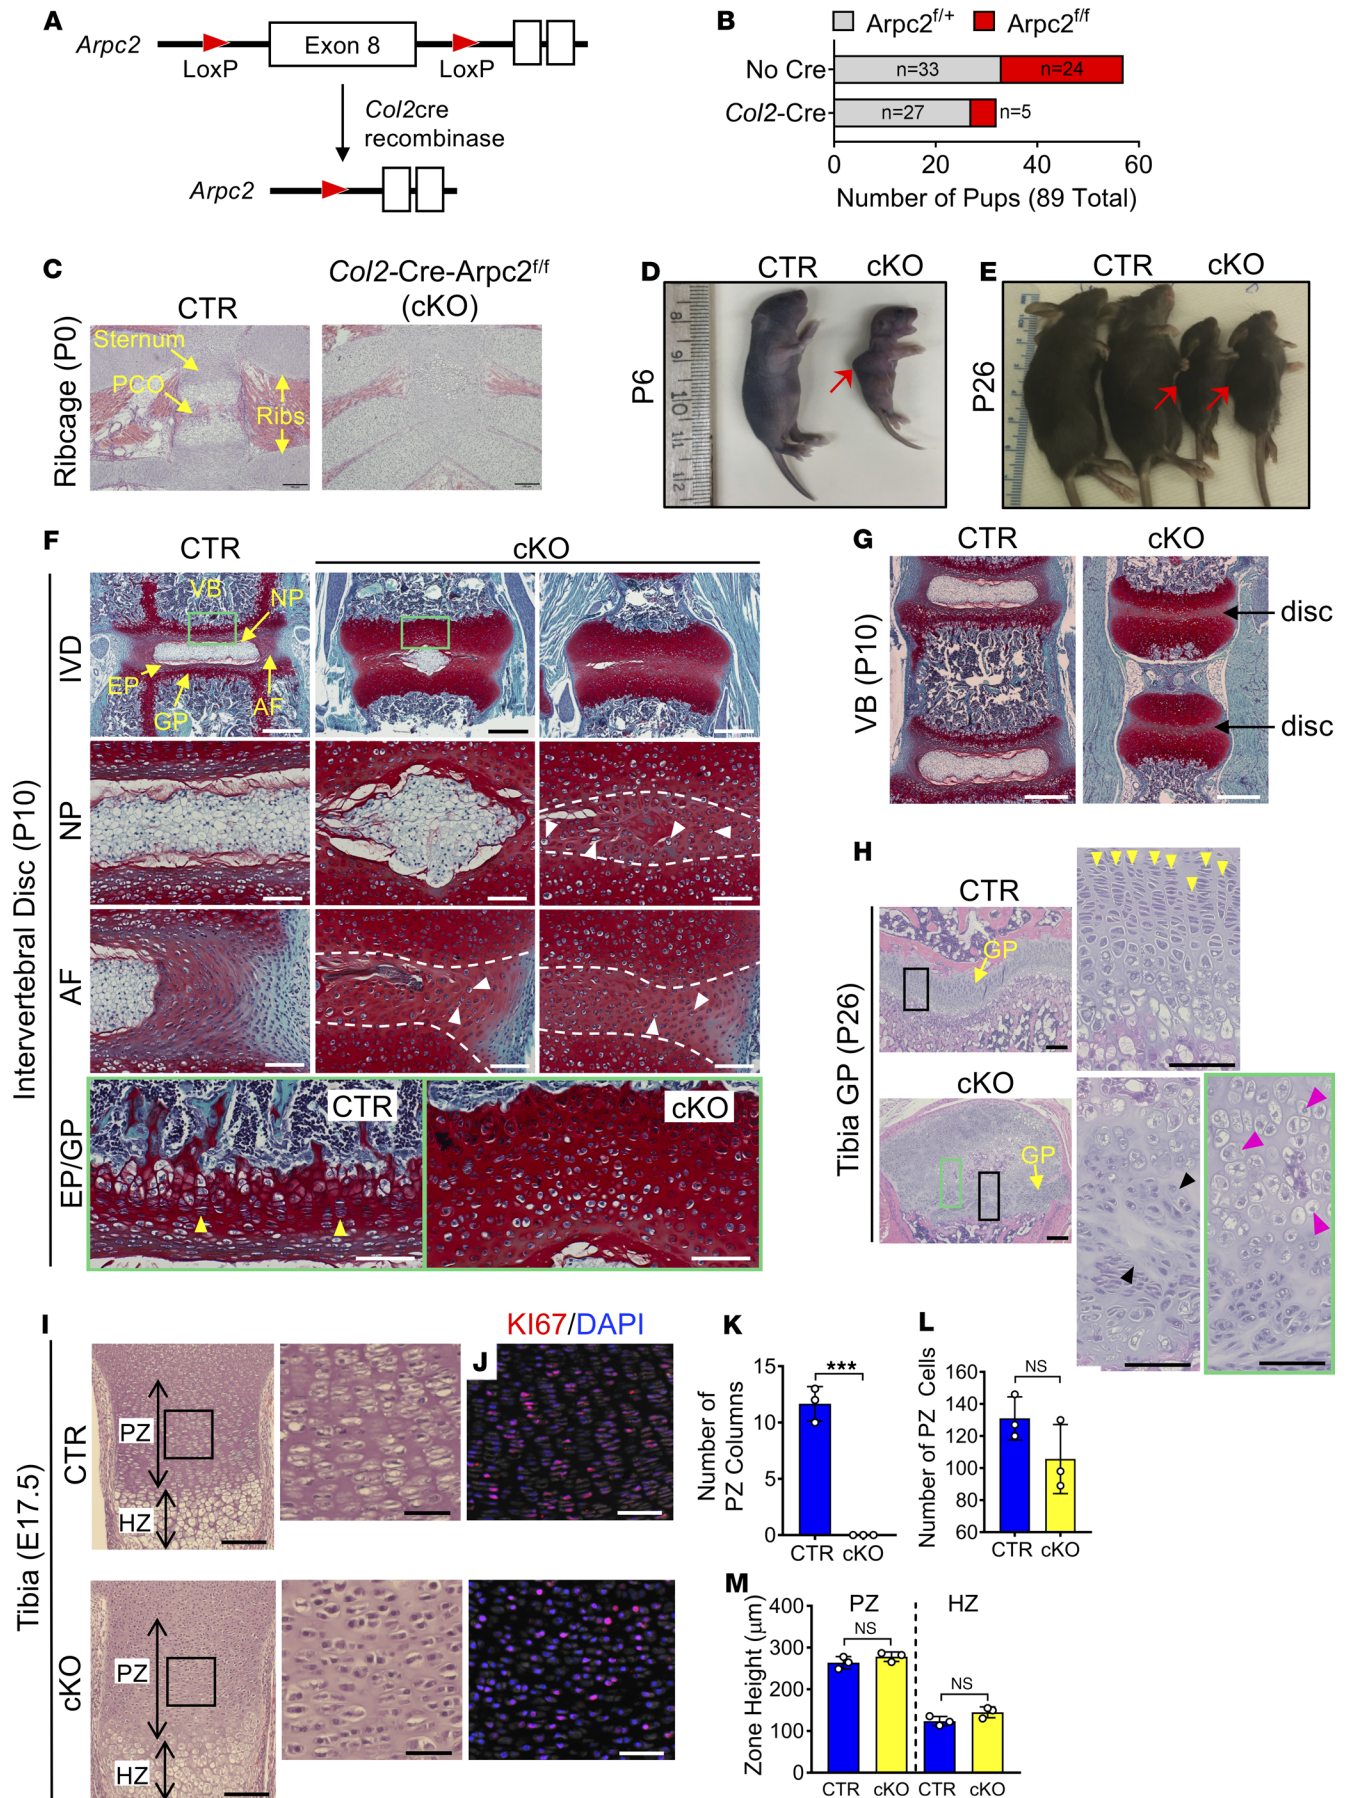 A
Arpc2
Exon 8
LoxP
LoxP
Col2cre
recombinase
Arpc2
B
Arpc2f/+
Arpc2f/f
No Cre
n=33
n=24
Col2-Cre
n=27
n=5
0 20 40 60
Number of Pups (89 Total)
C
Col2-Cre-Arpc2f/f
CTR
(cKO)
Ribcage (P0)
Sternum
PCO
Ribs
D
CTR
cKO
P6
8
9
10
11
12
E
CTR
cKO
P26
F
CTR
cKO
Intervertebral Disc (P10)
IVD
VB
NP
EP
GP
AF
NP
AF
EP/GP
CTR
cKO
G
CTR
cKO
VB (P10)
disc
disc
H
CTR
GP
Tibia GP (P26)
cKO
GP
I
KI67/DAPI
J
Tibia (E17.5)
CTR
PZ
HZ
cKO
PZ
HZ
K
Number of
PZ Columns
15
10
5
0
***
CTR
cKO
L
Number of PZ Cells
160
140
120
100
80
60
NS
CTR
cKO
M
Zone Height (μm)
400
300
200
100
0
PZ
HZ
NS
NS
CTR cKO CTR cKO